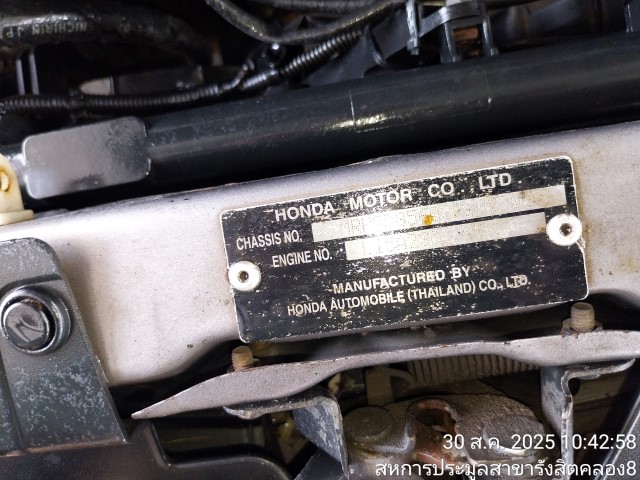 HONDA MOTOR CO LTD
CHASSIS NO.
ENGINE NO.
MANUFACTURED BY
HONDA AUTOMOBILE (THAILAND) CO., LTD.
30 ส.ค. 2025 10:42:58
สหการประมูลสาขารังสิตคลอง8